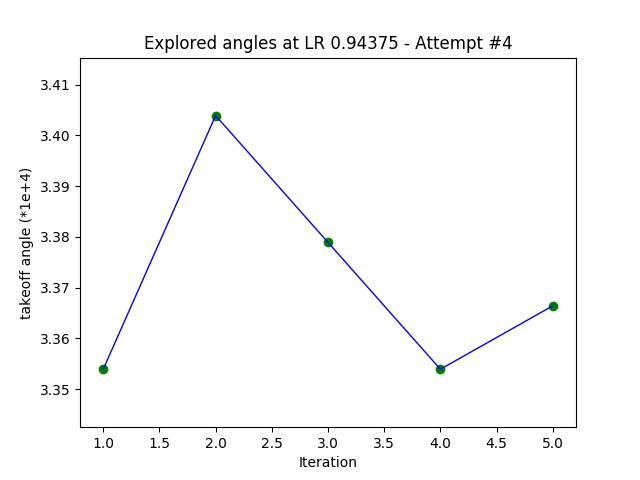 Explored angles at LR 0.94375 - Attempt #4
takeoff angle (*1e+4)
3.41
3.40
3.39
3.38
3.37
3.36
3.35
1.0 1.5 2.0 2.5 3.0 3.5 4.0 4.5 5.0
Iteration